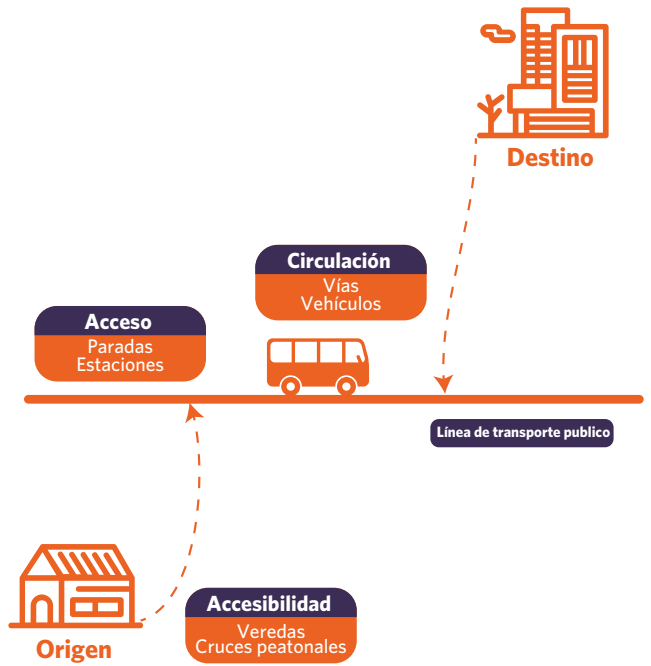 Destino
Circulación
Vías
Vehículos
Acceso
Paradas
Estaciones
Línea de transporte publico
Accesibilidad
Veredas
Cruces peatonales
Origen